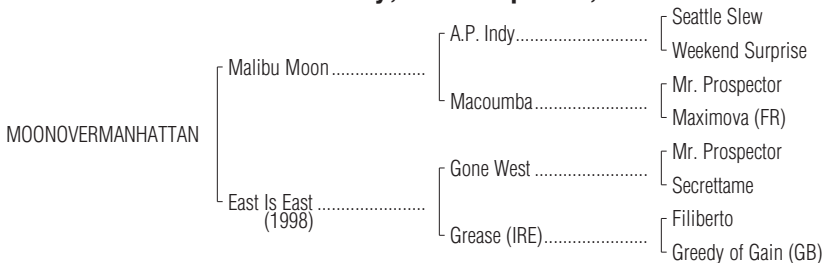 Seattle Slew
A.P. Indy
Weekend Surprise
Malibu Moon
Mr. Prospector
Macoumba
Maximova (FR)
MOONOVERMANHATTAN
Mr. Prospector
Gone West
Secrettame
East Is East
(1998)
Filiberto
Grease (IRE)
Greedy of Gain (GB)